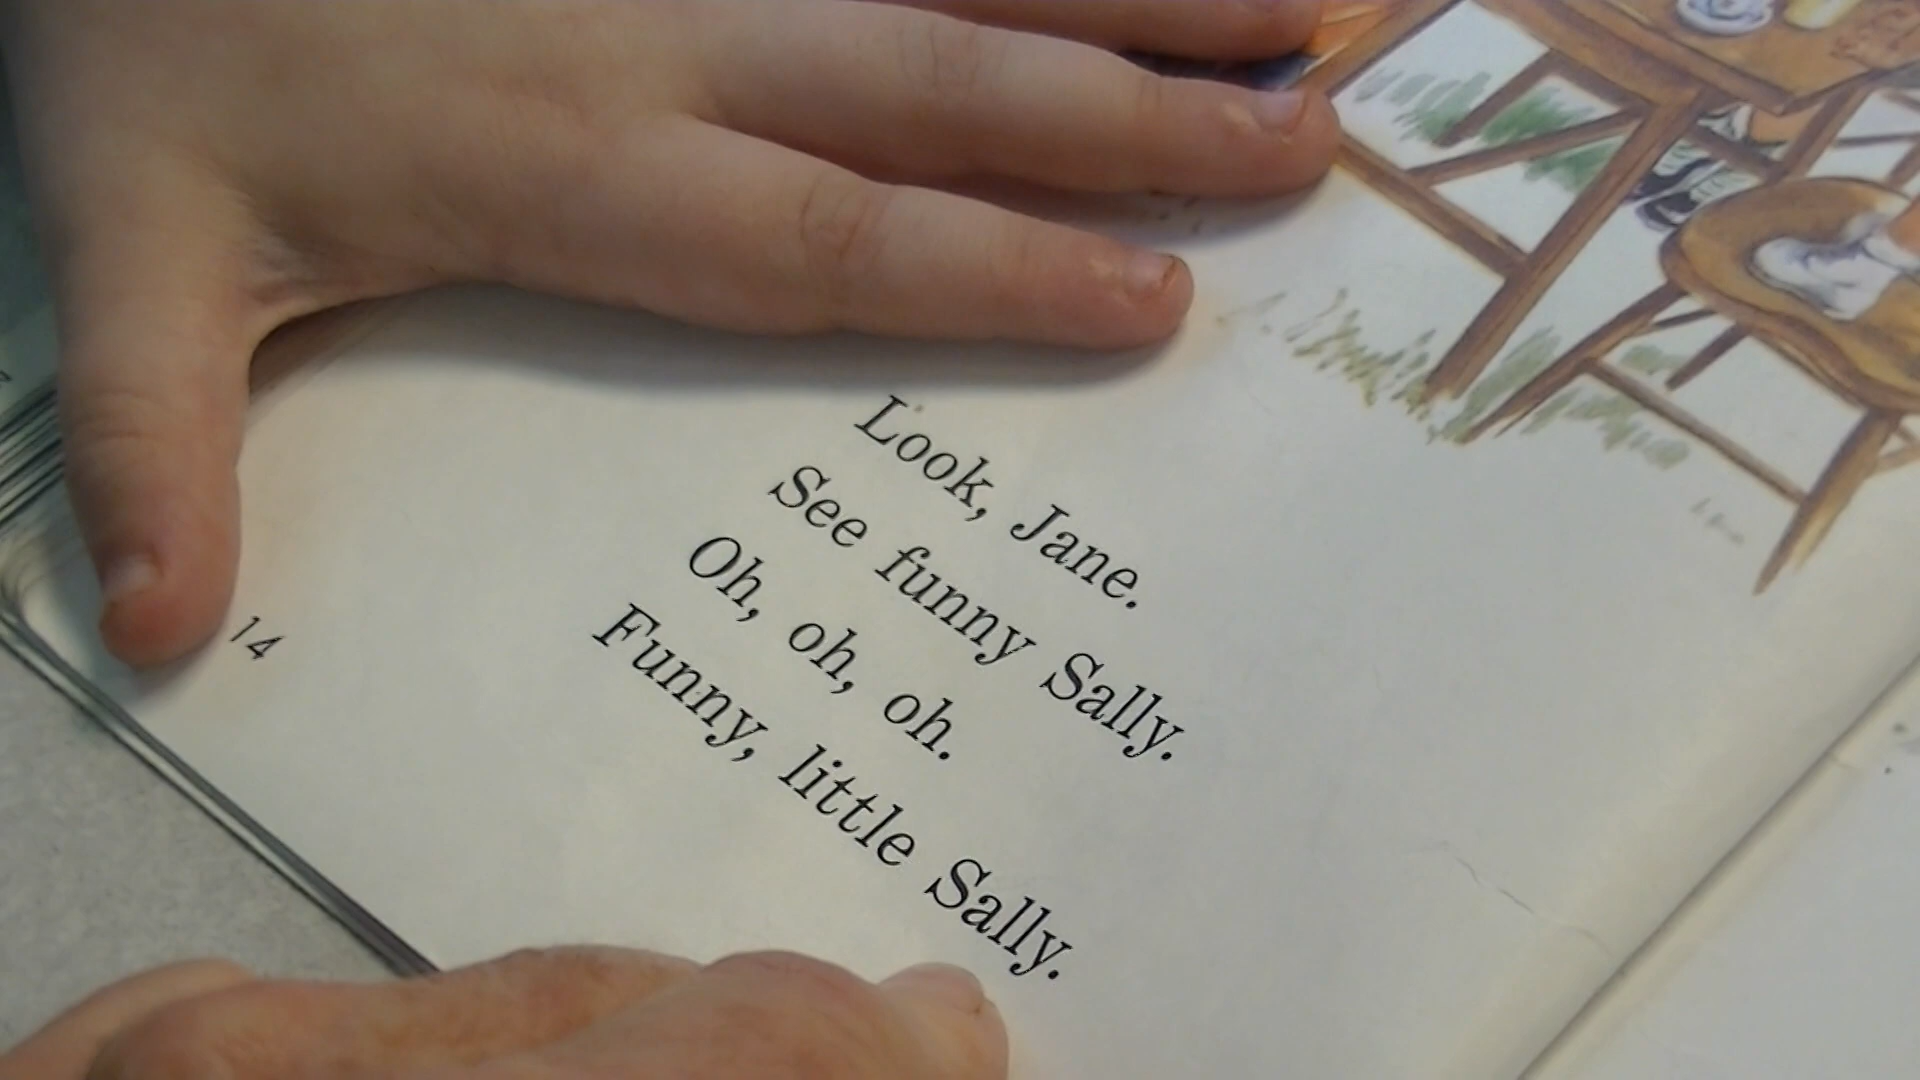 Look, Jane.
See funny Sally.
Oh, oh, oh.
Funny, little Sally.
14